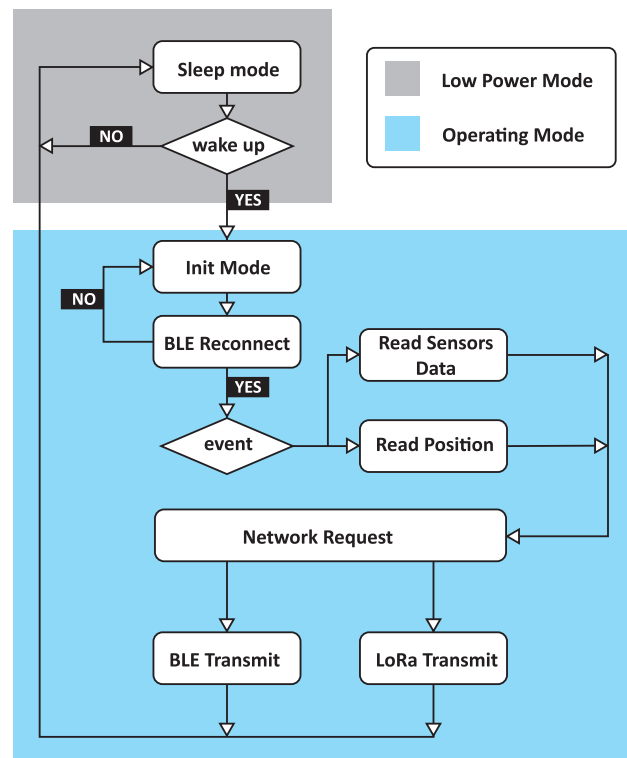 Sleep mode
Low Power Mode
Operating Mode
NO
wake up
YES
Init Mode
NO
BLE Reconnect
Read Sensors
Data
YES
event
Read Position
Network Request
BLE Transmit
LoRa Transmit